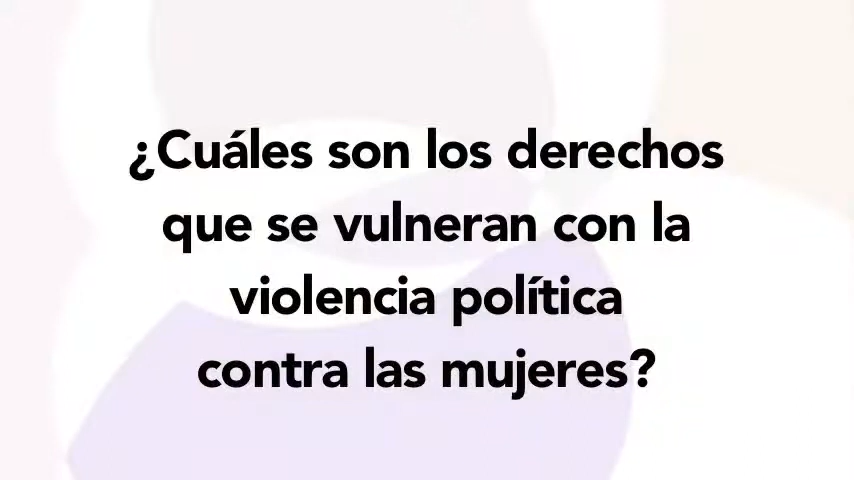 ¿Cuáles son los derechos
que se vulneran con la
violencia política
contra las mujeres?